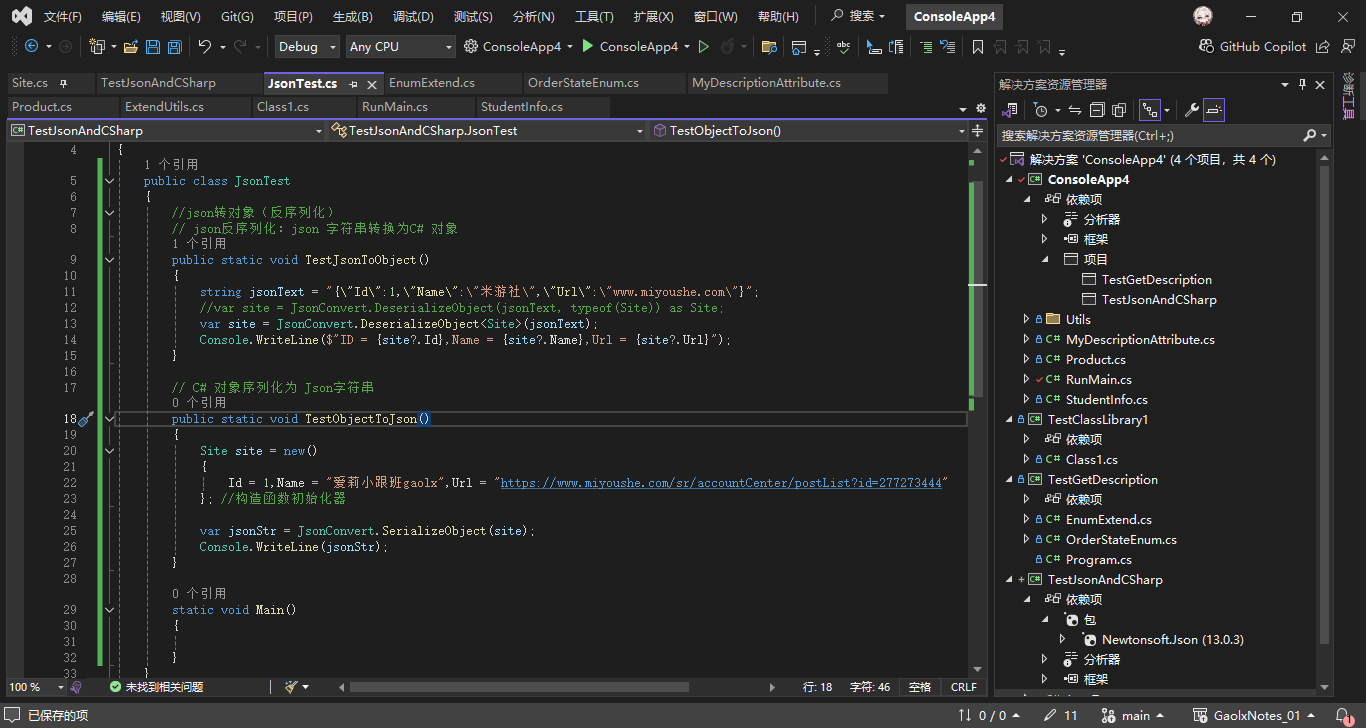 文件(F) 编辑(E) 视图(V) Git(G) 项目(P) 生成(B) 调试(D) 测试(S) 分析(N) 工具(T) 扩展(X) 窗口(W) 帮助(H) 搜索 ConsoleApp4
Debug Any CPU ConsoleApp4 ConsoleApp4 abc GitHub Copilot
Site.cs TestJsonAndCSharp JsonTest.cs EnumExtend.cs OrderStateEnum.cs MyDescriptionAttribute.cs
Product.cs ExtendUtils.cs Class1.cs RunMain.cs StudentInfo.cs
TestJsonAndCSharp TestJsonAndCSharp.JsonTest TestObjectToJson()
4 {
1 个引用
5 public class JsonTest
6 {
7 //json转对象（反序列化）
8 // json反序列化: json 字符串转换为C# 对象
1 个引用
9 public static void TestJsonToObject()
10 {
11 string jsonText = "{\"Id\":1,\"Name\":\"米游社\",\"Url\":\"www.miyoushe.com\"}";
12 //var site = JsonConvert.DeserializeObject(jsonText, typeof(Site)) as Site;
13 var site = JsonConvert.DeserializeObject<Site>(jsonText);
14 Console.WriteLine($"ID = {site?.Id},Name = {site?.Name},Url = {site?.Url}");
15 }
16
17 // C# 对象序列化为 Json字符串
0 个引用
18 public static void TestObjectToJson()
19 {
20 Site site = new()
21 {
22 Id = 1,Name = "爱莉小跟班gaolx",Url = "https://www.miyoushe.com/sr/accountCenter/postList?id=277273444"
23 }; //构造函数初始化器
24
25 var jsonStr = JsonConvert.SerializeObject(site);
26 Console.WriteLine(jsonStr);
27 }
28
0 个引用
29 static void Main()
30 {
31
32 }
33 }
100 % 未找到相关问题 行: 18 字符: 46 空格 CRLF
解决方案资源管理器
搜索解决方案资源管理器(Ctrl+;)
解决方案 'ConsoleApp4' (4 个项目，共 4 个)
C# ConsoleApp4
依赖项
分析器
框架
项目
TestGetDescription
TestJsonAndCSharp
Utils
C# MyDescriptionAttribute.cs
C# Product.cs
C# RunMain.cs
C# StudentInfo.cs
C# TestClassLibrary1
依赖项
C# Class1.cs
C# TestGetDescription
依赖项
C# EnumExtend.cs
C# OrderStateEnum.cs
C# Program.cs
C# TestJsonAndCSharp
依赖项
包
Newtonsoft.Json (13.0.3)
分析器
框架
诊断工具
已保存的项 0 / 0 11 main GaolxNotes_01 1